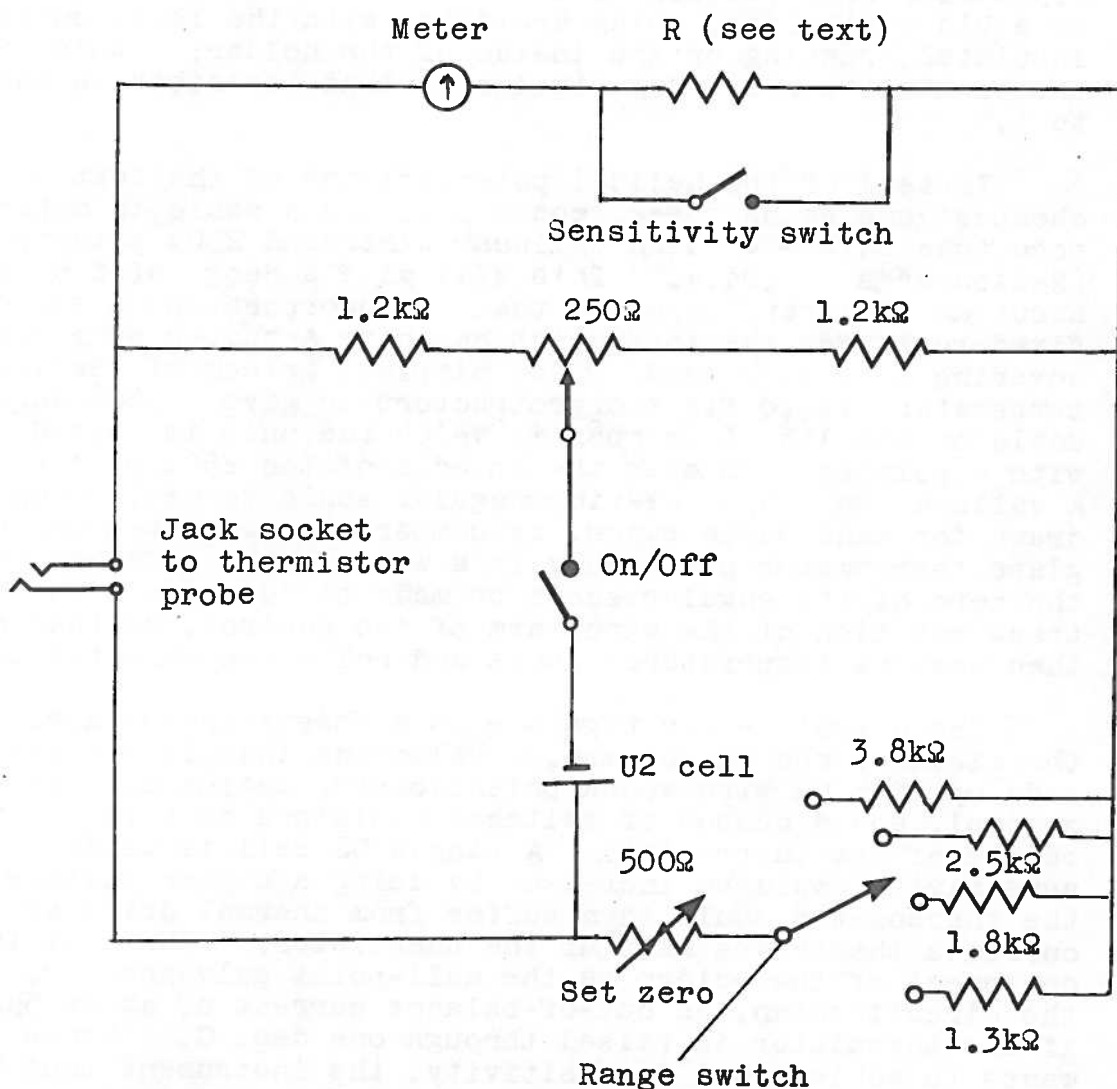 Meter
R (see text)
Sensitivity switch
1.2kΩ
250Ω
1.2kΩ
Jack socket
to thermistor
probe
On/Off
U2 cell
3.8kΩ
500Ω
2.5kΩ
1.8kΩ
Set zero
1.3kΩ
Range switch